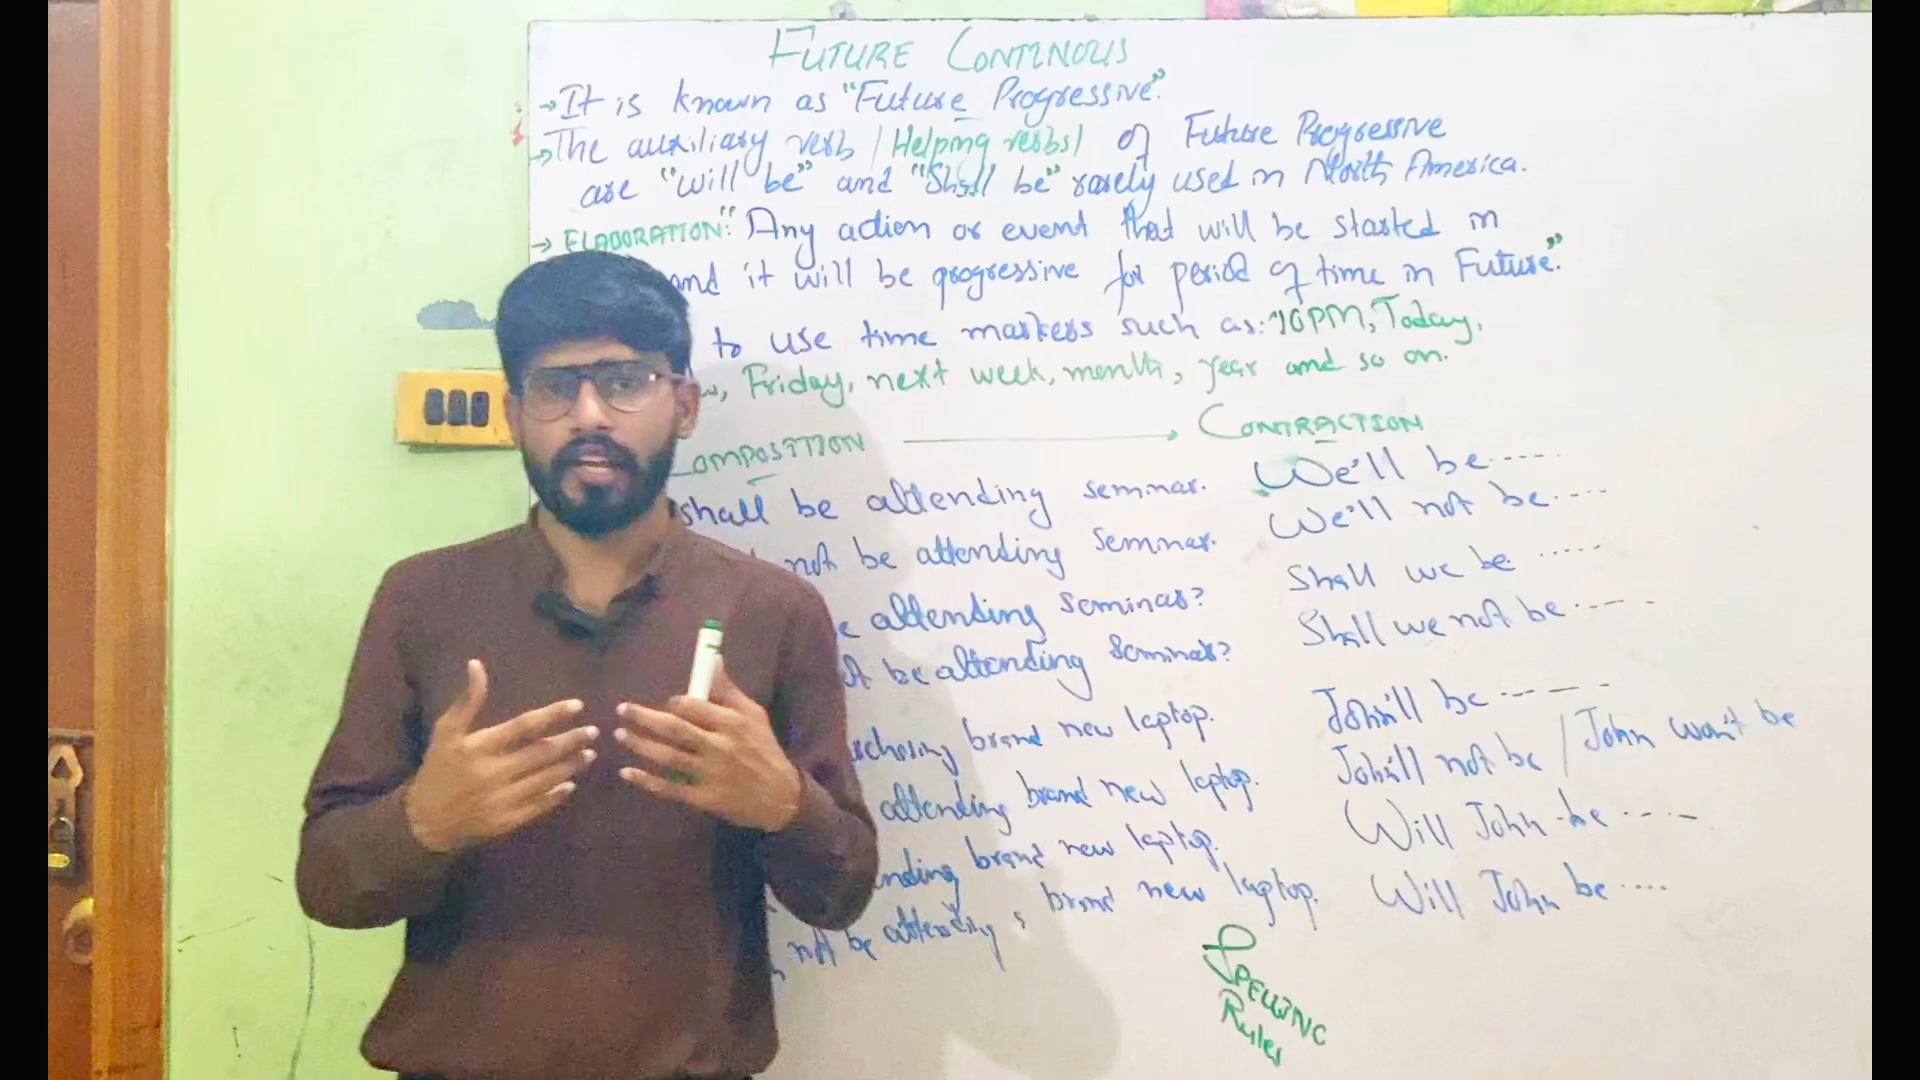 FUTURE CONTINOUS
→ It is known as "Future Progressive".
→ The auxiliary verb / Helping verbs / of Future Progressive
are "will be" and "Shall be" rarely used in North America.
→ ELABORATION: "Any action or event that will be started in
and it will be progressive for period of time in Future."
to use time markers such as: 10PM, Today,
Friday, next week, month, year and so on.
COMPOSITION → CONTRACTION
shall be attending seminar. We'll be -----
not be attending seminar. We'll not be -----
attending seminar? Shall we be .....
be attending seminar? Shall we not be -----
brand new laptop. John'll be -----
attending brand new laptop. John'll not be / John won't be
brand new laptop. Will John be -----
not be attending brand new laptop. Will John be ....
SPELLING
Rules